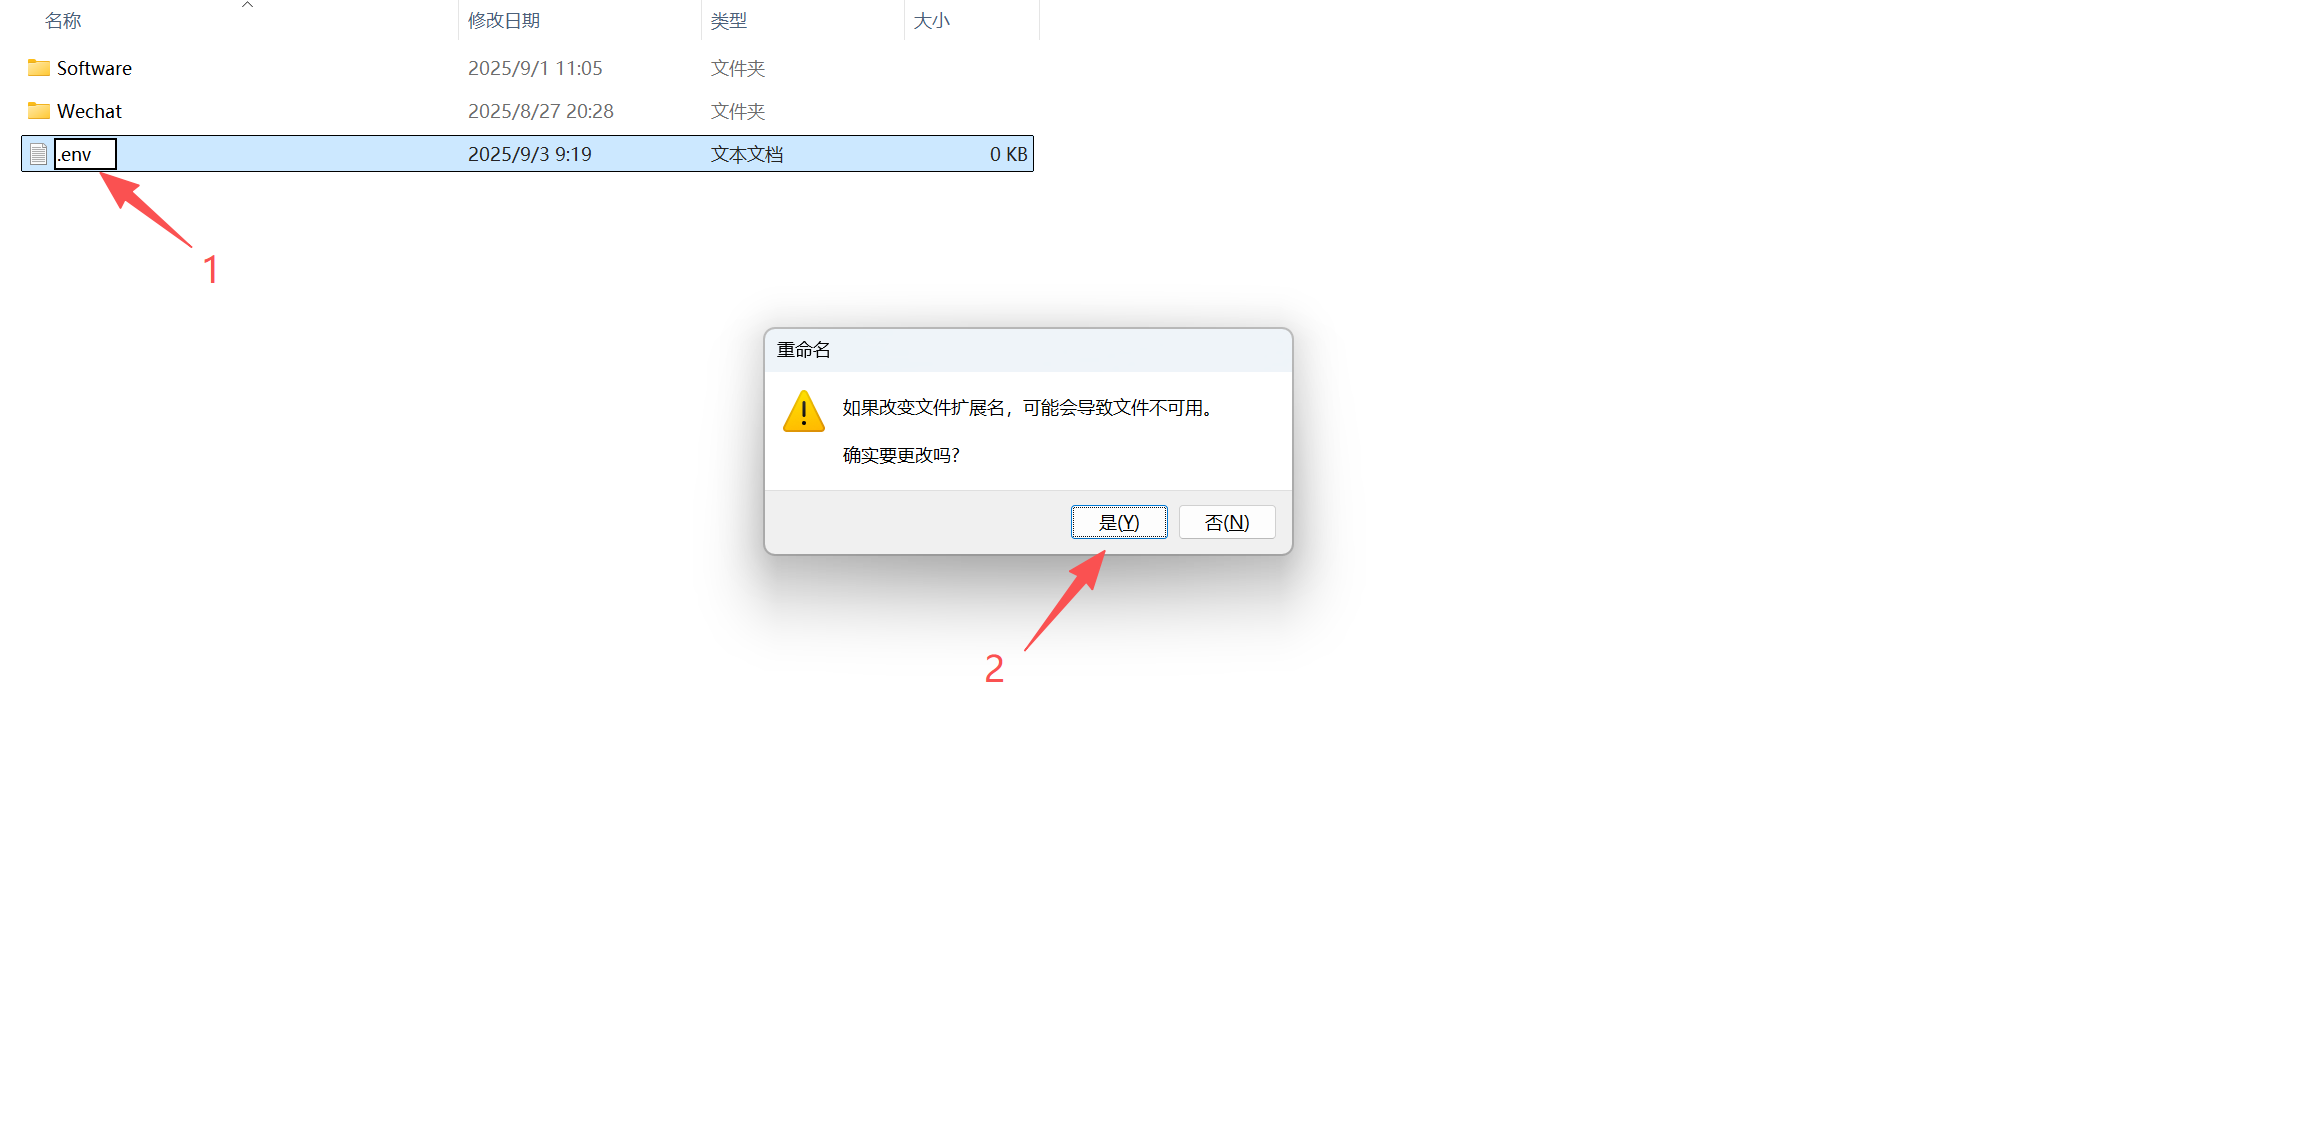 名称 修改日期 类型 大小
Software 2025/9/1 11:05 文件夹
Wechat 2025/8/27 20:28 文件夹
.env 2025/9/3 9:19 文本文档 0 KB
1
重命名
如果改变文件扩展名，可能会导致文件不可用。
确实要更改吗?
是(Y) 否(N)
2